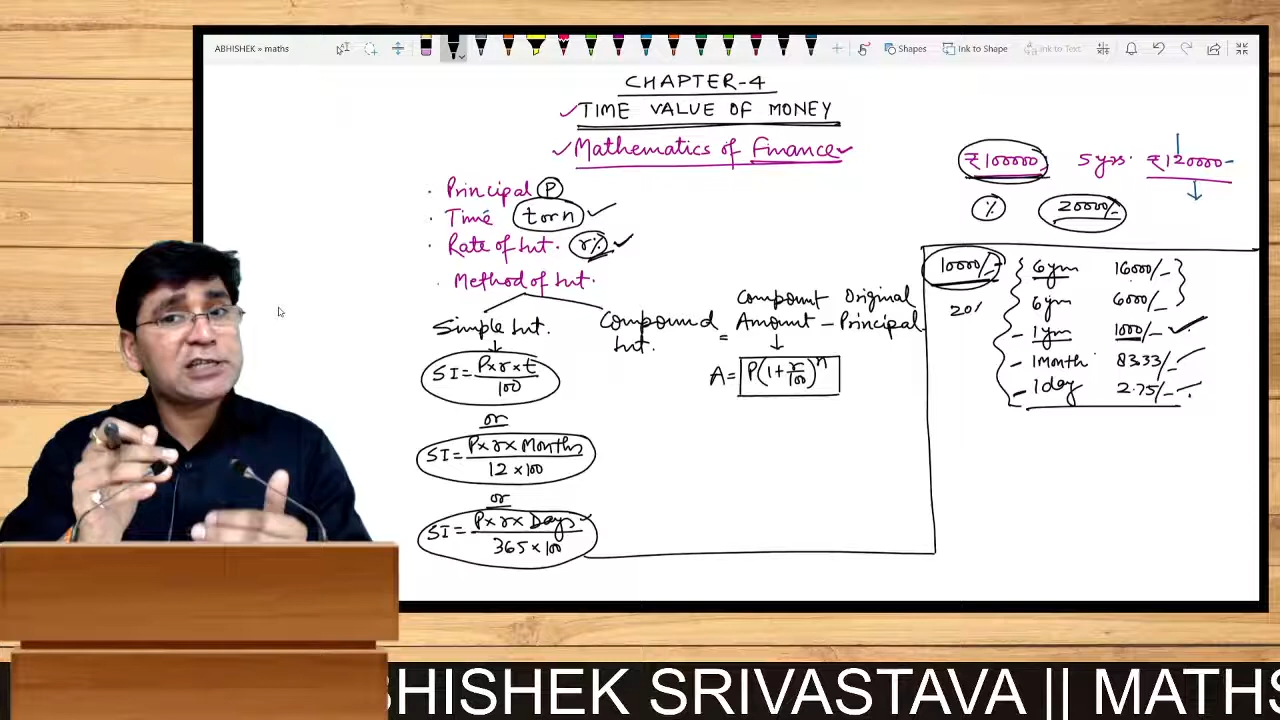 ABHISHEK » maths
Shapes
Ink to Shape
Ink to Text
CHAPTER-4
TIME VALUE OF MONEY
Mathematics of Finance
₹100000 5 yrs. ₹120000
% 20000/-
· Principal (P)
· Time t or n
· Rate of Int. r%
· Method of Int.
Simple Int.
Compound Int. = Compount Amount - Original Principal
SI = P×r×t/100
A = P(1+r/100)^n
or
SI = P×r×Months/12×100
or
SI = P×r×Days/365×100
10000/- 6 yrs 16000/-
20% 6 yrs 6000/-
- 1 yrs 1000/-
- 1 Month 83.33/-
- 1 day 2.75/-
ABHISHEK SRIVASTAVA || MATHS